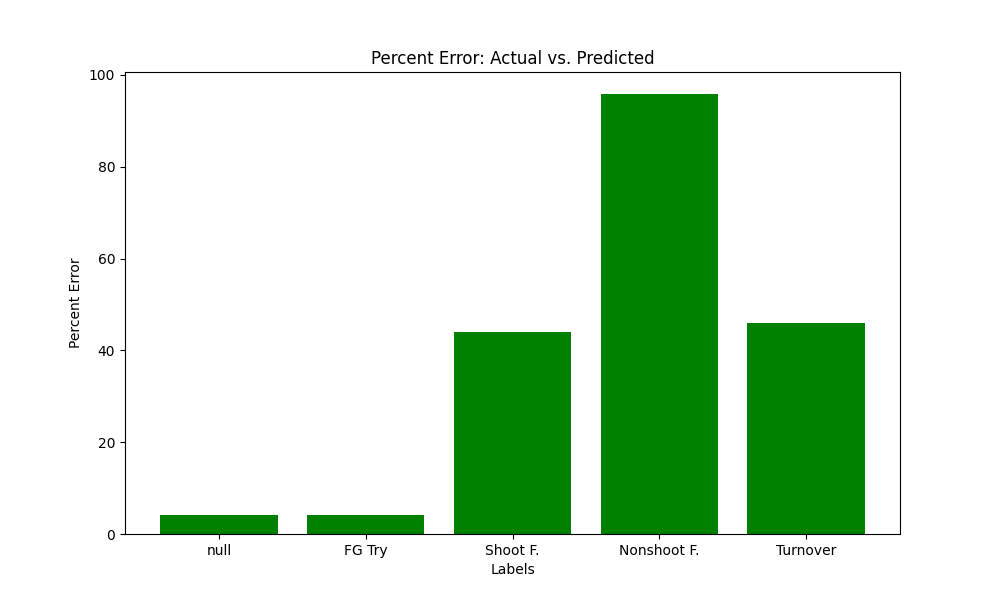 Percent Error: Actual vs. Predicted
100
80
60
40
20
0
Percent Error
null FG Try Shoot F. Nonshoot F. Turnover
Labels